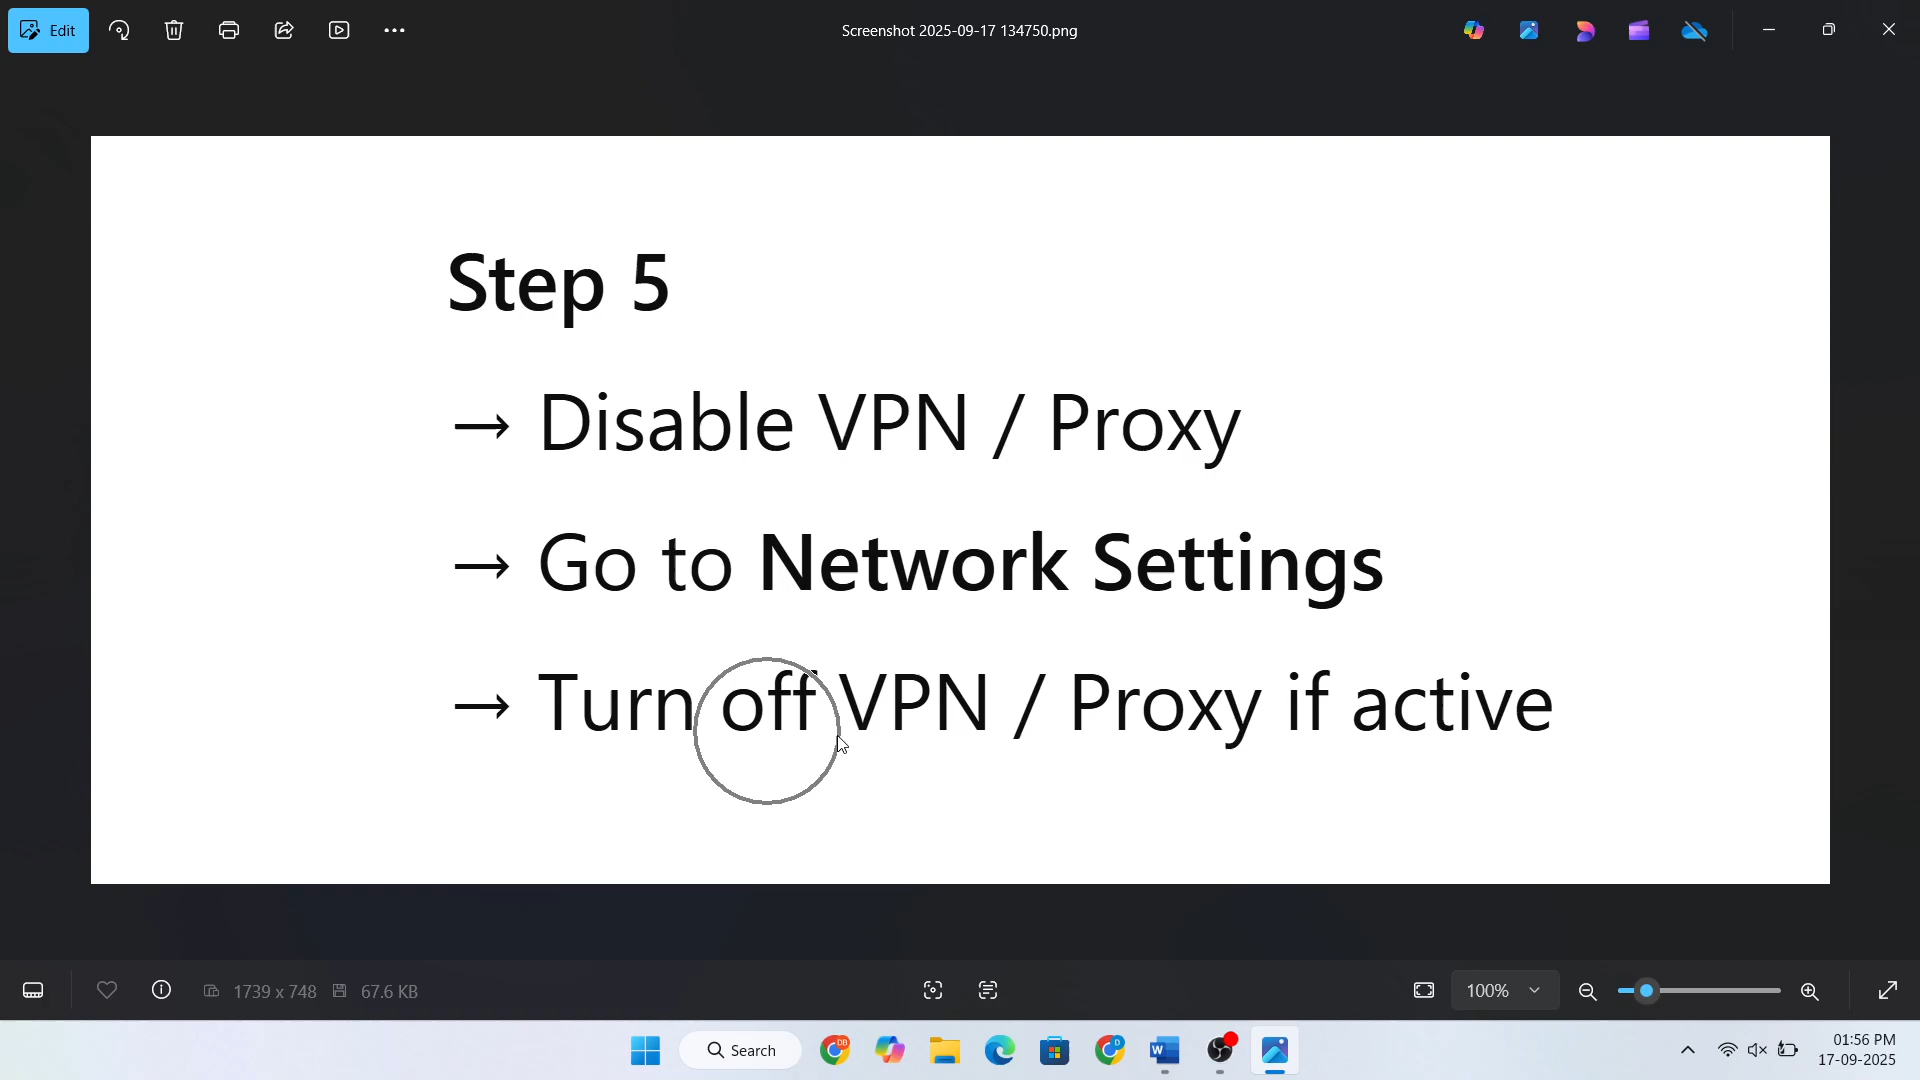 Edit
Screenshot 2025-09-17 134750.png
Step 5
→ Disable VPN / Proxy
→ Go to Network Settings
→ Turn off VPN / Proxy if active
1739 x 748 67.6 KB
100%
Search
DB
D
W
01:56 PM
17-09-2025